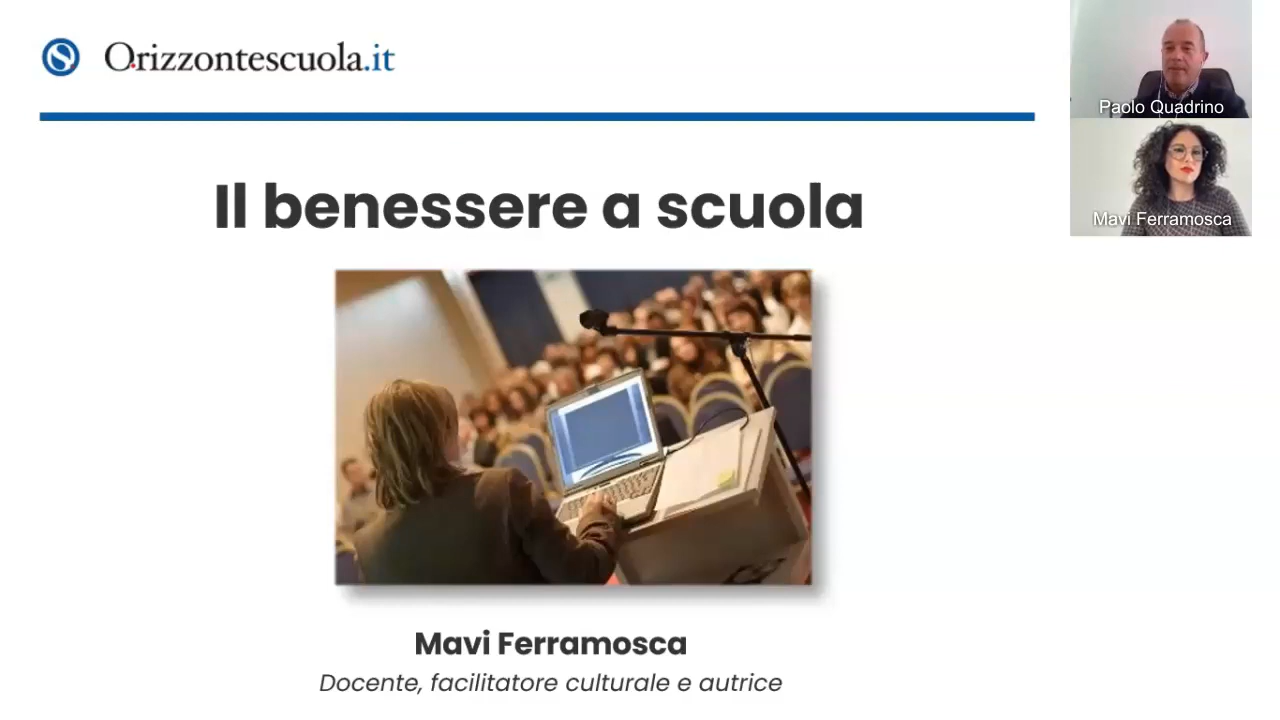 Orizzontescuola.it
Paolo Quadrino
Mavi Ferramosca
Il benessere a scuola
Mavi Ferramosca
Docente, facilitatore culturale e autrice